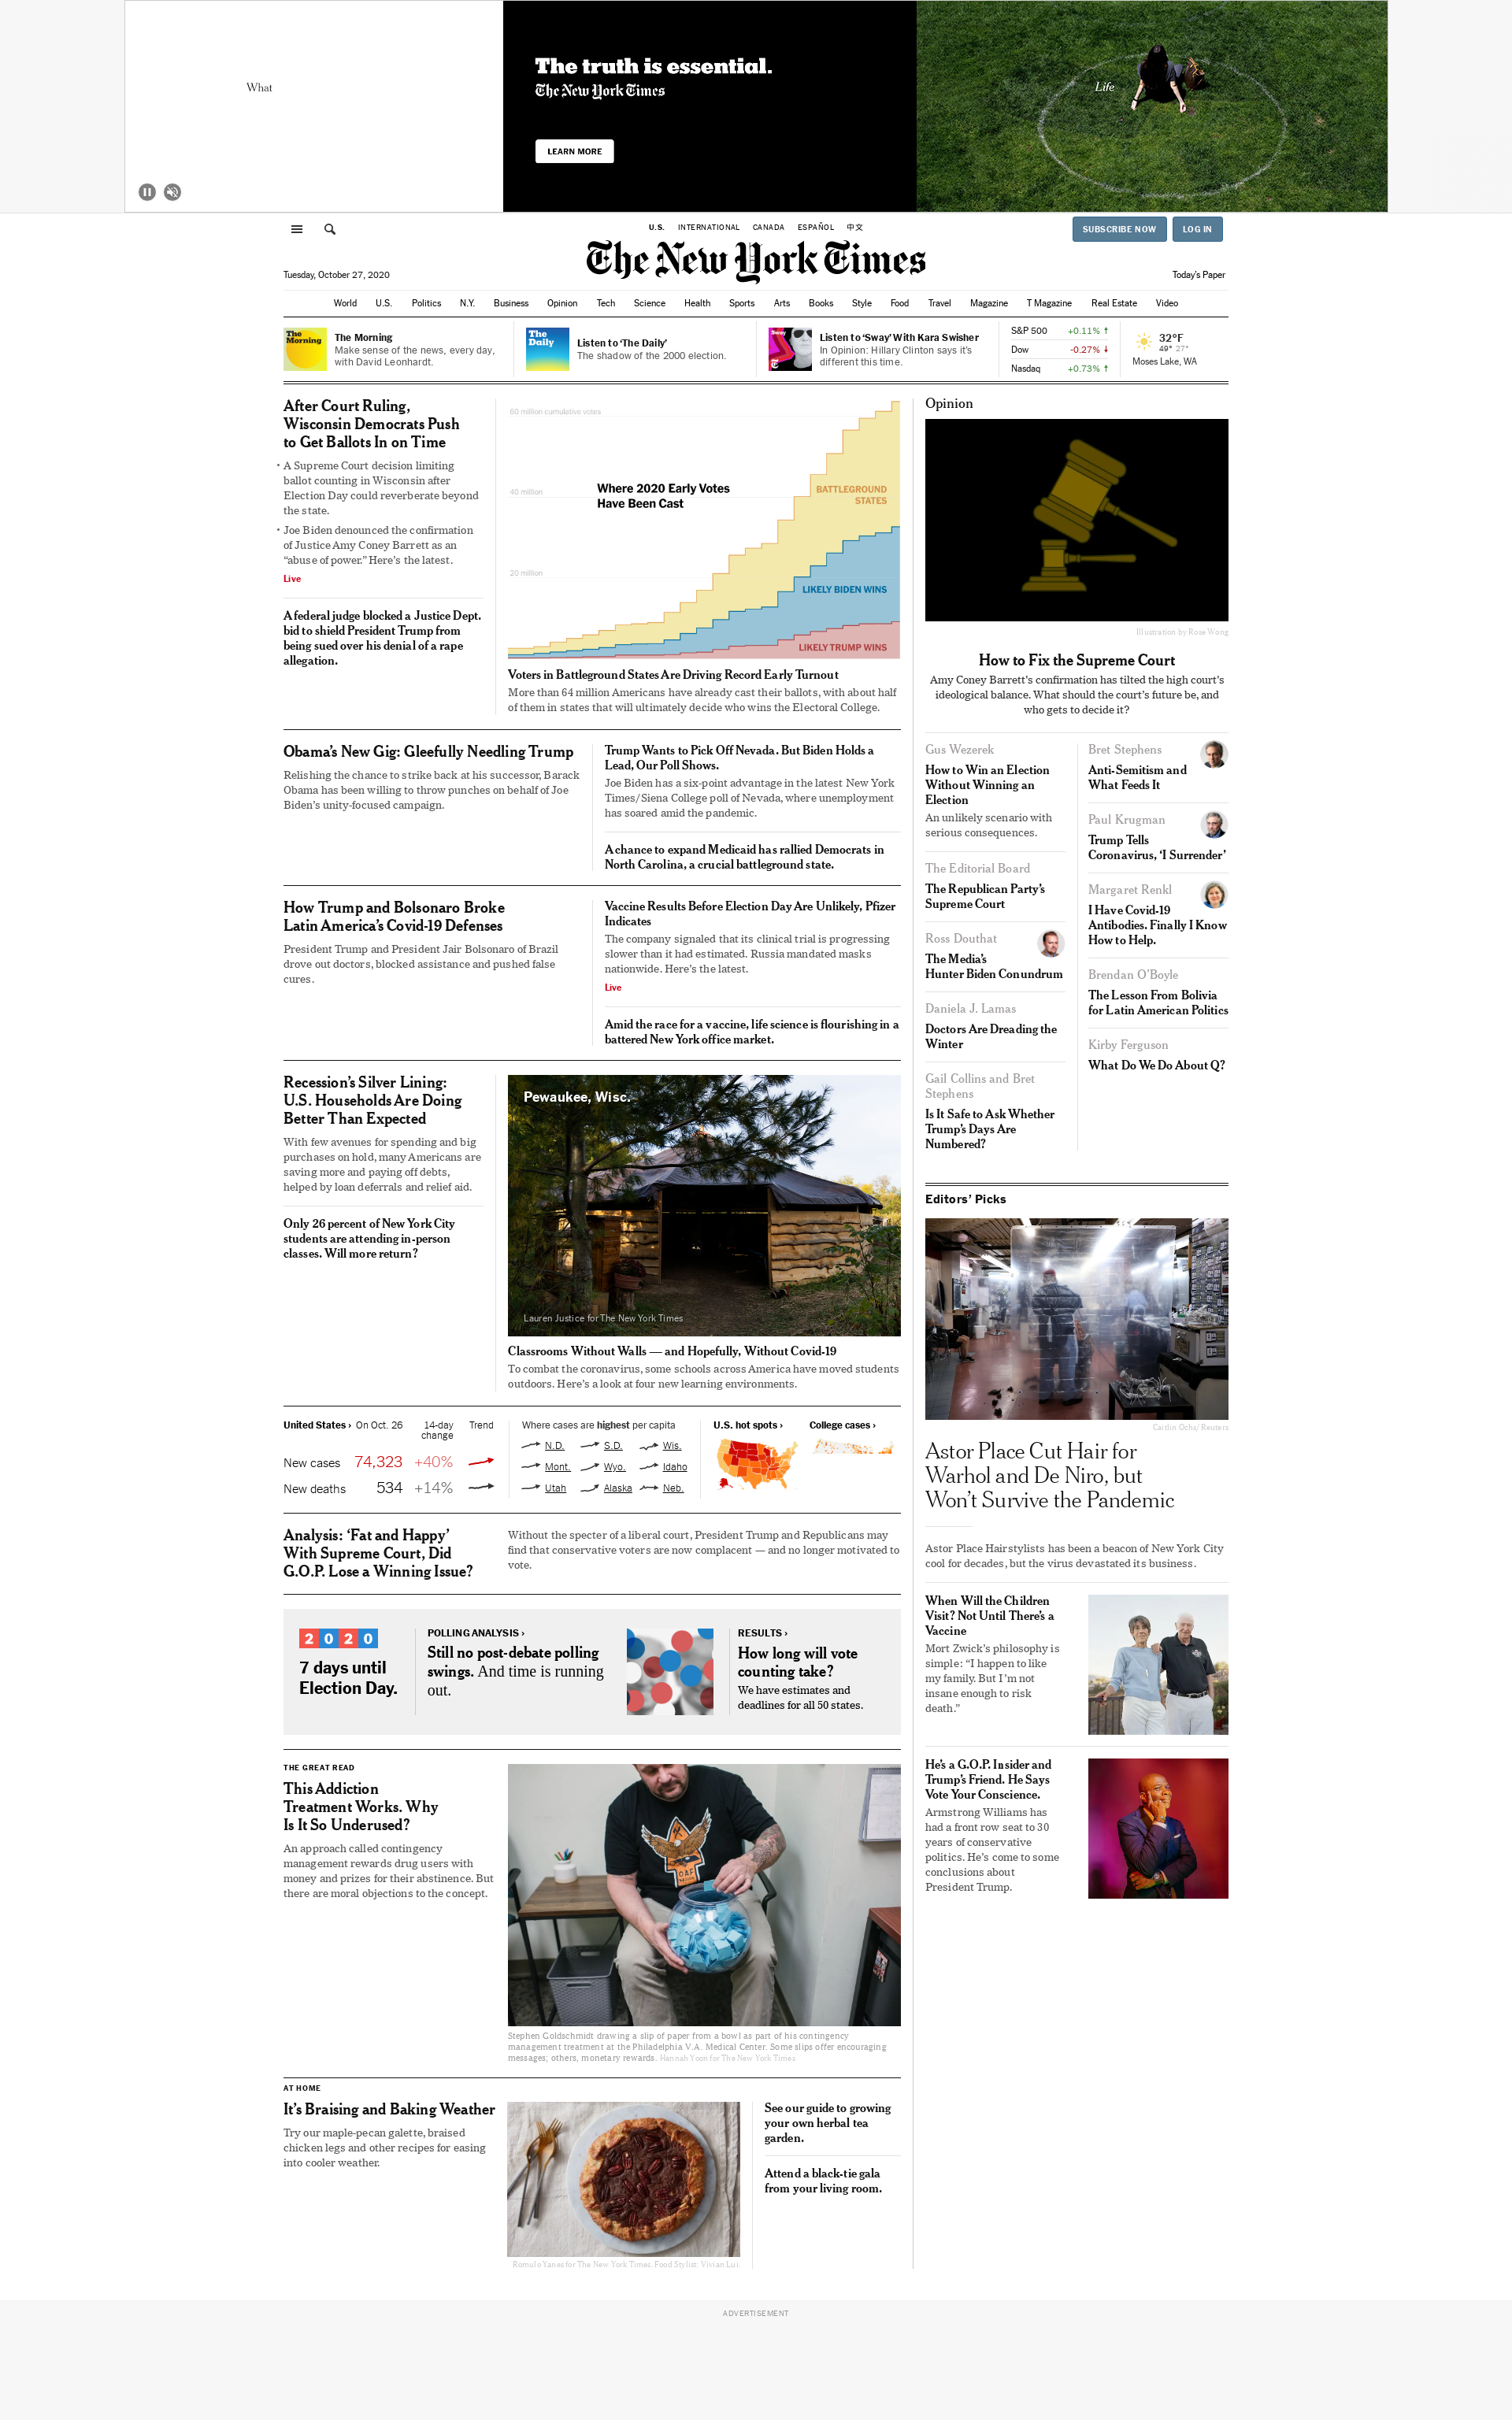 What
The truth is essential.
The New York Times
LEARN MORE
Life
U.S. INTERNATIONAL CANADA ESPAÑOL 中文
SUBSCRIBE NOW LOG IN
The New York Times
Tuesday, October 27, 2020
Today's Paper
World U.S. Politics N.Y. Business Opinion Tech Science Health Sports Arts Books Style Food Travel Magazine T Magazine Real Estate Video
The Morning
The Morning
Make sense of the news, every day,
with David Leonhardt.
The Daily
Listen to ‘The Daily’
The shadow of the 2000 election.
Sway
Listen to ‘Sway’ With Kara Swisher
In Opinion: Hillary Clinton says it's
different this time.
S&P 500 +0.11% ↑
Dow -0.27% ↓
Nasdaq +0.73% ↑
32°F
49° 27°
Moses Lake, WA
After Court Ruling,
Wisconsin Democrats Push
to Get Ballots In on Time
• A Supreme Court decision limiting
ballot counting in Wisconsin after
Election Day could reverberate beyond
the state.
• Joe Biden denounced the confirmation
of Justice Amy Coney Barrett as an
“abuse of power.” Here’s the latest.
Live
A federal judge blocked a Justice Dept.
bid to shield President Trump from
being sued over his denial of a rape
allegation.
60 million cumulative votes
40 million
20 million
Where 2020 Early Votes
Have Been Cast
BATTLEGROUND
STATES
LIKELY BIDEN WINS
LIKELY TRUMP WINS
Voters in Battleground States Are Driving Record Early Turnout
More than 64 million Americans have already cast their ballots, with about half
of them in states that will ultimately decide who wins the Electoral College.
Obama’s New Gig: Gleefully Needling Trump
Relishing the chance to strike back at his successor, Barack
Obama has been willing to throw punches on behalf of Joe
Biden’s unity-focused campaign.
Trump Wants to Pick Off Nevada. But Biden Holds a
Lead, Our Poll Shows.
Joe Biden has a six-point advantage in the latest New York
Times/Siena College poll of Nevada, where unemployment
has soared amid the pandemic.
A chance to expand Medicaid has rallied Democrats in
North Carolina, a crucial battleground state.
How Trump and Bolsonaro Broke
Latin America’s Covid-19 Defenses
President Trump and President Jair Bolsonaro of Brazil
drove out doctors, blocked assistance and pushed false
cures.
Vaccine Results Before Election Day Are Unlikely, Pfizer
Indicates
The company signaled that its clinical trial is progressing
slower than it had estimated. Russia mandated masks
nationwide. Here’s the latest.
Live
Amid the race for a vaccine, life science is flourishing in a
battered New York office market.
Recession’s Silver Lining:
U.S. Households Are Doing
Better Than Expected
With few avenues for spending and big
purchases on hold, many Americans are
saving more and paying off debts,
helped by loan deferrals and relief aid.
Only 26 percent of New York City
students are attending in-person
classes. Will more return?
Pewaukee, Wisc.
Lauren Justice for The New York Times
Classrooms Without Walls — and Hopefully, Without Covid-19
To combat the coronavirus, some schools across America have moved students
outdoors. Here’s a look at four new learning environments.
United States › On Oct. 26 14-day
change Trend
New cases 74,323 +40%
New deaths 534 +14%
Where cases are highest per capita
N.D. S.D. Wis.
Mont. Wyo. Idaho
Utah Alaska Neb.
U.S. hot spots ›
College cases ›
Analysis: ‘Fat and Happy’
With Supreme Court, Did
G.O.P. Lose a Winning Issue?
Without the specter of a liberal court, President Trump and Republicans may
find that conservative voters are now complacent — and no longer motivated to
vote.
2020
7 days until
Election Day.
POLLING ANALYSIS ›
Still no post-debate polling
swings. And time is running
out.
RESULTS ›
How long will vote
counting take?
We have estimates and
deadlines for all 50 states.
THE GREAT READ
This Addiction
Treatment Works. Why
Is It So Underused?
An approach called contingency
management rewards drug users with
money and prizes for their abstinence. But
there are moral objections to the concept.
Stephen Goldschmidt drawing a slip of paper from a bowl as part of his contingency
management treatment at the Philadelphia V.A. Medical Center. Some slips offer encouraging
messages; others, monetary rewards. Hannah Yoon for The New York Times
AT HOME
It’s Braising and Baking Weather
Try our maple-pecan galette, braised
chicken legs and other recipes for easing
into cooler weather.
Romulo Yanes for The New York Times. Food Stylist: Vivian Lui
See our guide to growing
your own herbal tea
garden.
Attend a black-tie gala
from your living room.
Opinion
Illustration by Rose Wong
How to Fix the Supreme Court
Amy Coney Barrett’s confirmation has tilted the high court’s
ideological balance. What should the court’s future be, and
who gets to decide it?
Gus Wezerek
How to Win an Election
Without Winning an
Election
An unlikely scenario with
serious consequences.
The Editorial Board
The Republican Party’s
Supreme Court
Ross Douthat
The Media’s
Hunter Biden Conundrum
Daniela J. Lamas
Doctors Are Dreading the
Winter
Gail Collins and Bret
Stephens
Is It Safe to Ask Whether
Trump’s Days Are
Numbered?
Bret Stephens
Anti-Semitism and
What Feeds It
Paul Krugman
Trump Tells
Coronavirus, ‘I Surrender’
Margaret Renkl
I Have Covid-19
Antibodies. Finally I Know
How to Help.
Brendan O’Boyle
The Lesson From Bolivia
for Latin American Politics
Kirby Ferguson
What Do We Do About Q?
Editors’ Picks
Caitlin Ochs/Reuters
Astor Place Cut Hair for
Warhol and De Niro, but
Won’t Survive the Pandemic
Astor Place Hairstylists has been a beacon of New York City
cool for decades, but the virus devastated its business.
When Will the Children
Visit? Not Until There’s a
Vaccine
Mort Zwick’s philosophy is
simple: “I happen to like
my family. But I’m not
insane enough to risk
death.”
He’s a G.O.P. Insider and
Trump’s Friend. He Says
Vote Your Conscience.
Armstrong Williams has
had a front row seat to 30
years of conservative
politics. He’s come to some
conclusions about
President Trump.
ADVERTISEMENT